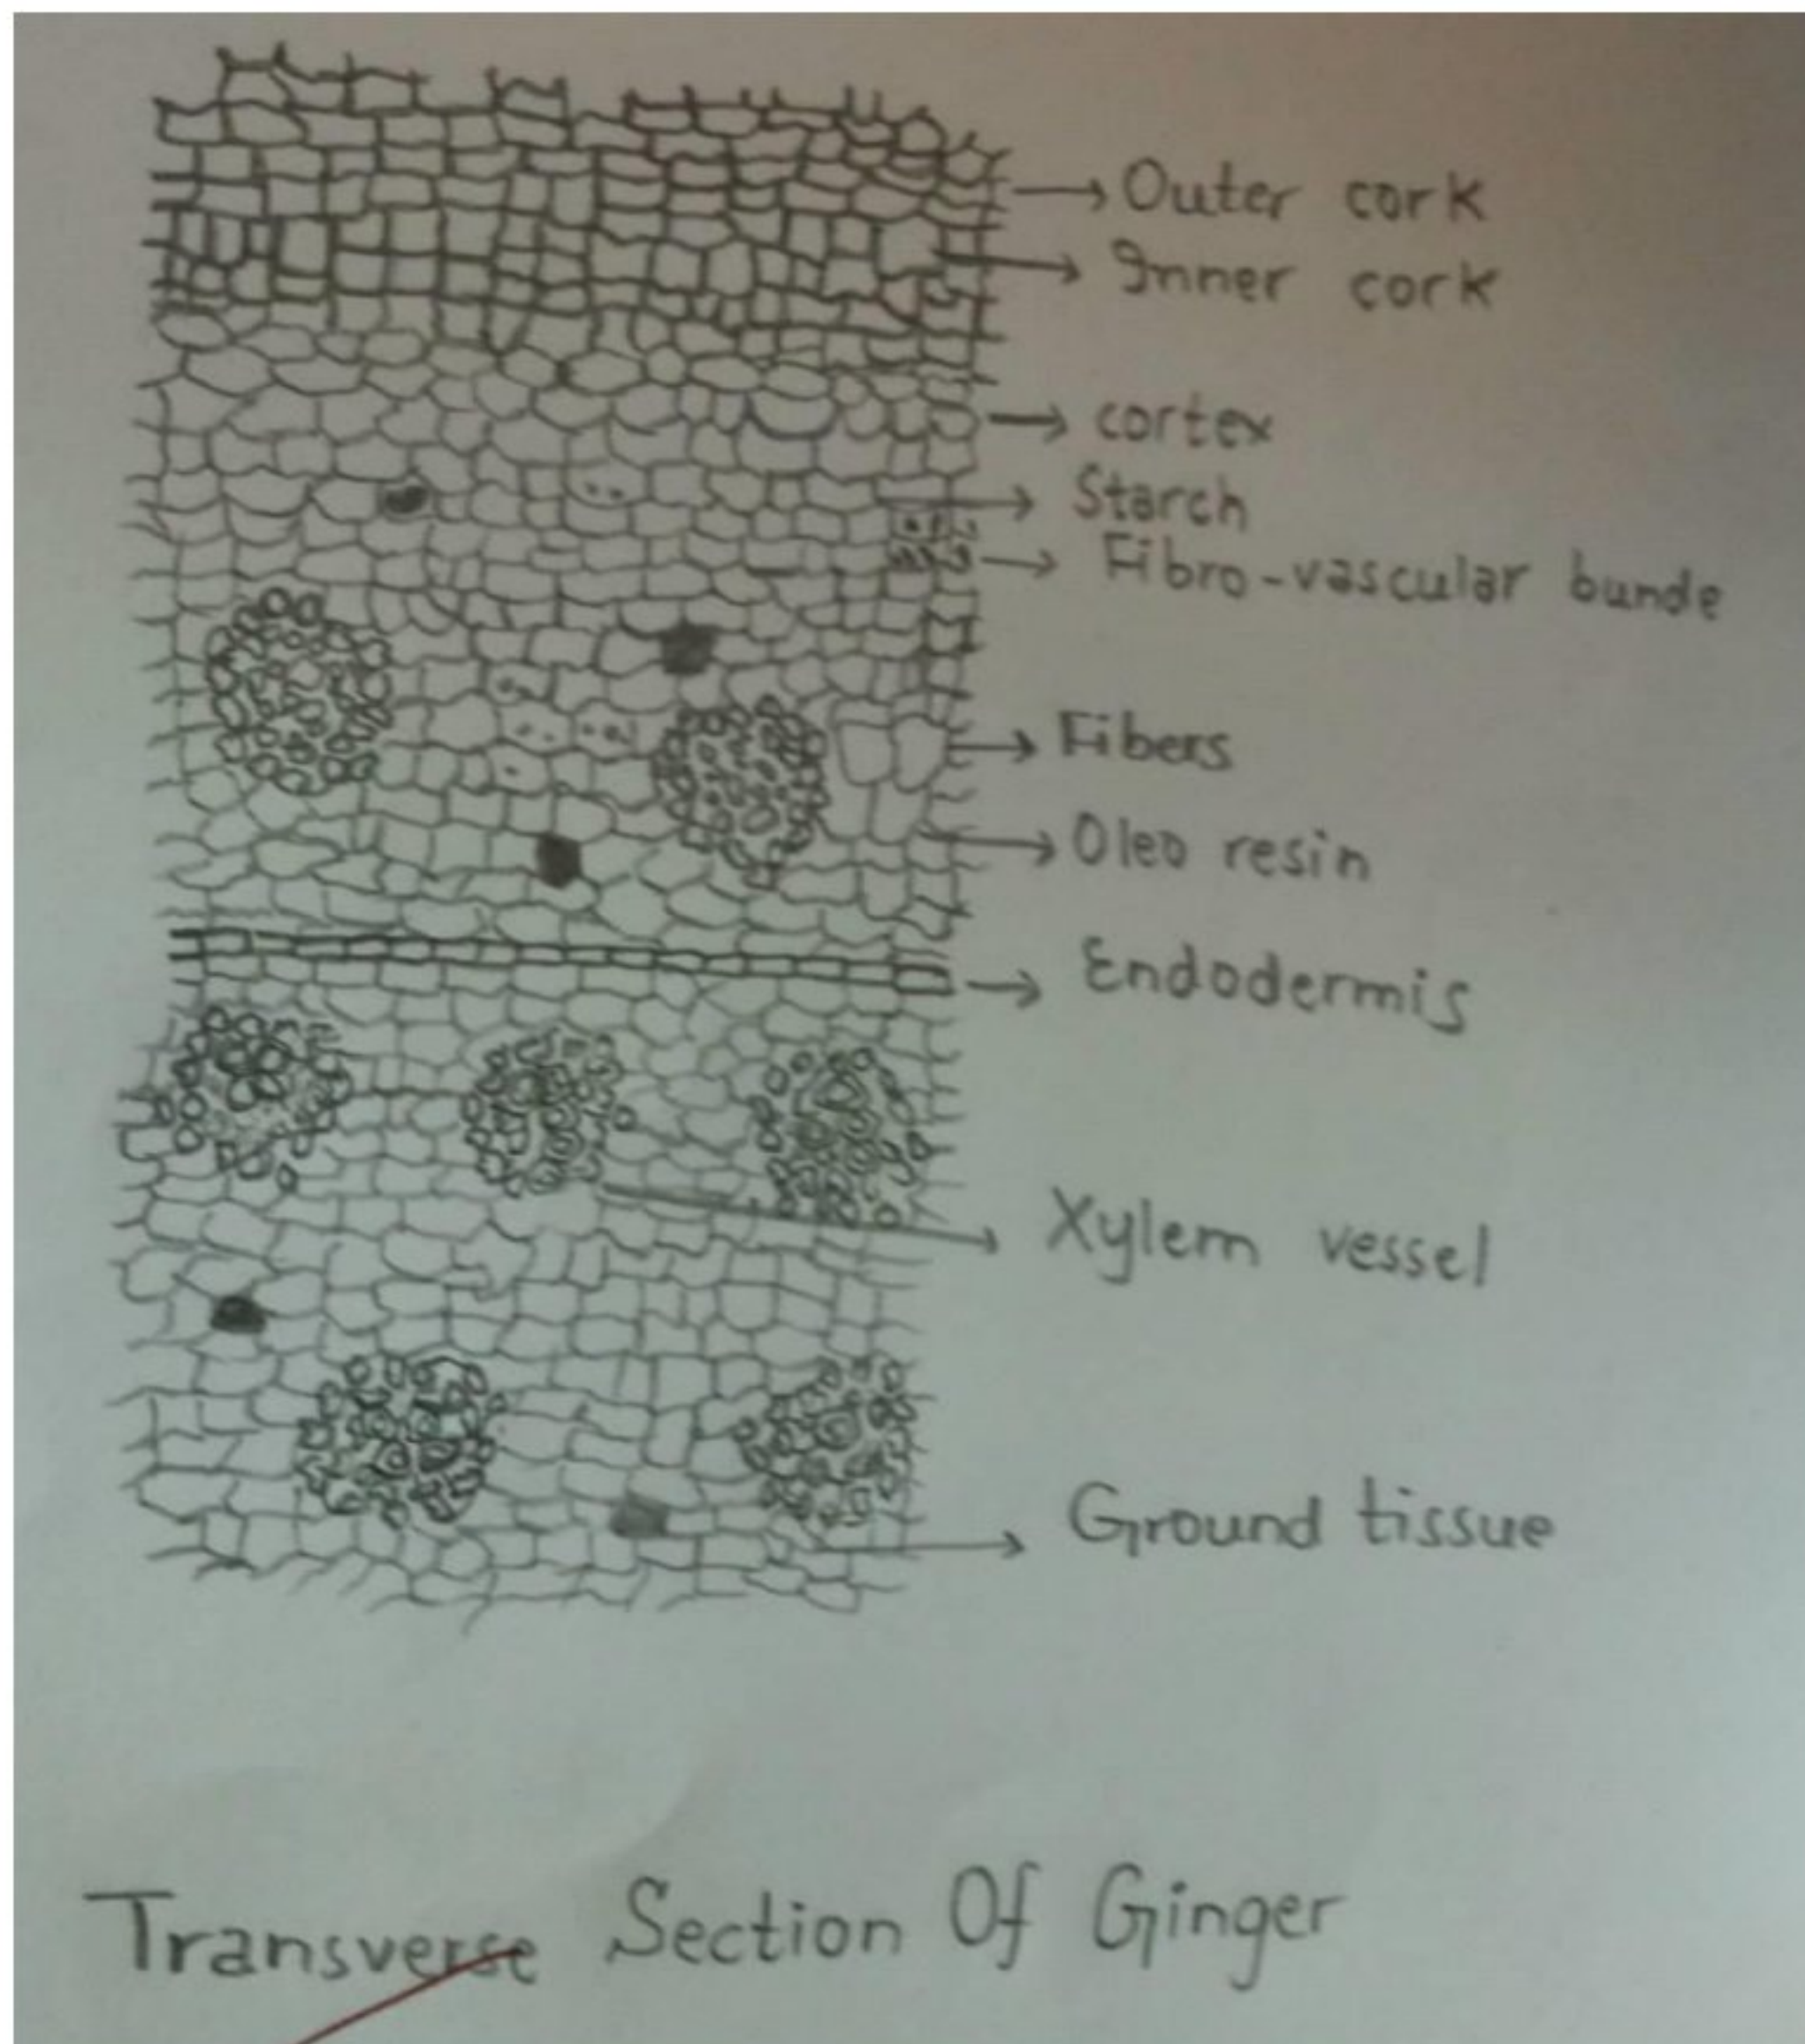 Outer cork
Inner cork
cortex
Starch
Fibro-vascular bunde
Fibers
Oleo resin
Endodermis
Xylem vessel
Ground tissue
Transverse Section Of Ginger